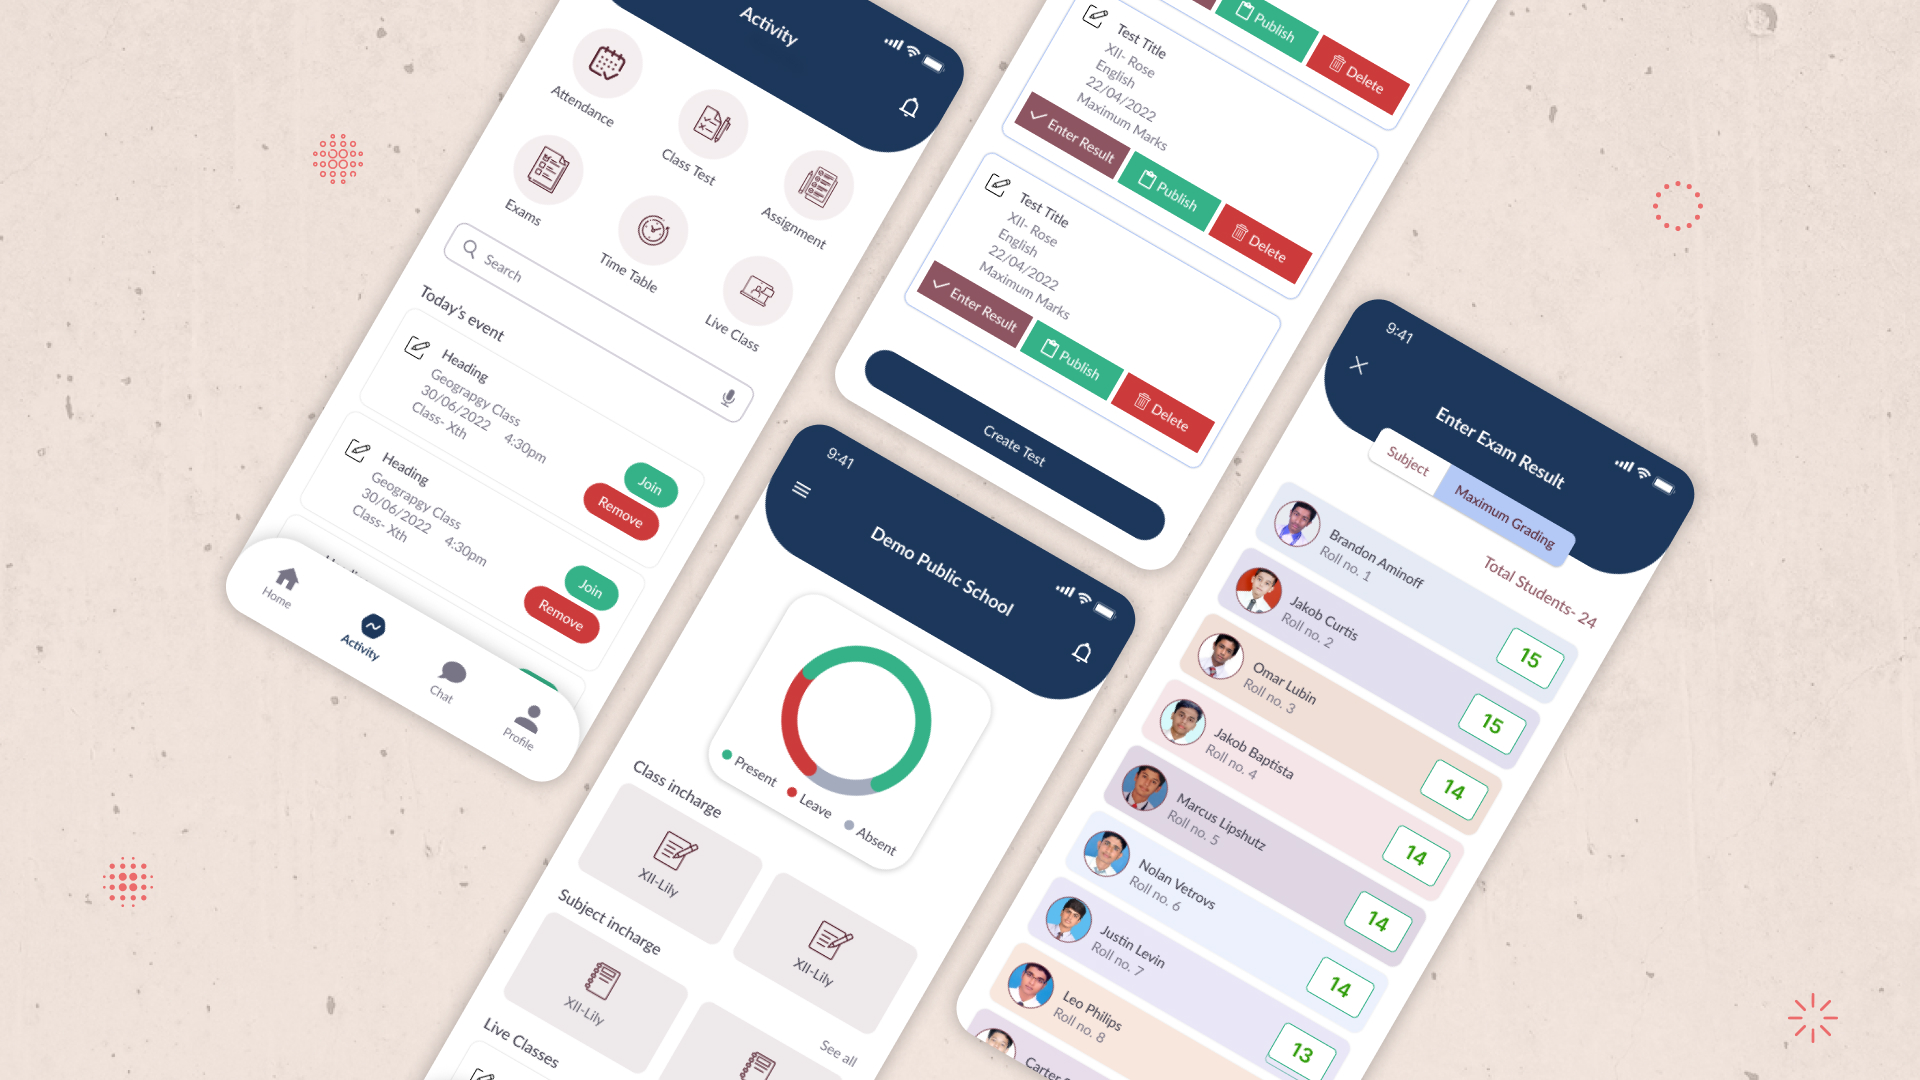 Activity
Attendance
Class Test
Assignment
Exams
Time Table
Live Class
Search
Today's event
Heading
Geograpgy Class
30/06/2022 4:30pm
Class- Xth
Join
Remove
Heading
Geograpgy Class
30/06/2022 4:30pm
Class- Xth
Join
Remove
Home
Activity
Chat
Profile
Publish
Delete
Test Title
XII- Rose
English
22/04/2022
Maximum Marks
Enter Result
Publish
Delete
Test Title
XII- Rose
English
22/04/2022
Maximum Marks
Enter Result
Publish
Delete
Create Test
9:41
Demo Public School
Present
Leave
Absent
Class incharge
XII-Lily
XII-Lily
Subject incharge
XII-Lily
See all
Live Classes
9:41
Enter Exam Result
Subject
Maximum Grading
Total Students- 24
Brandon Aminoff
Roll no. 1
15
Jakob Curtis
Roll no. 2
15
Omar Lubin
Roll no. 3
14
Jakob Baptista
Roll no. 4
14
Marcus Lipshutz
Roll no. 5
14
Nolan Vetrovs
Roll no. 6
14
Justin Levin
Roll no. 7
13
Leo Philips
Roll no. 8
Carter